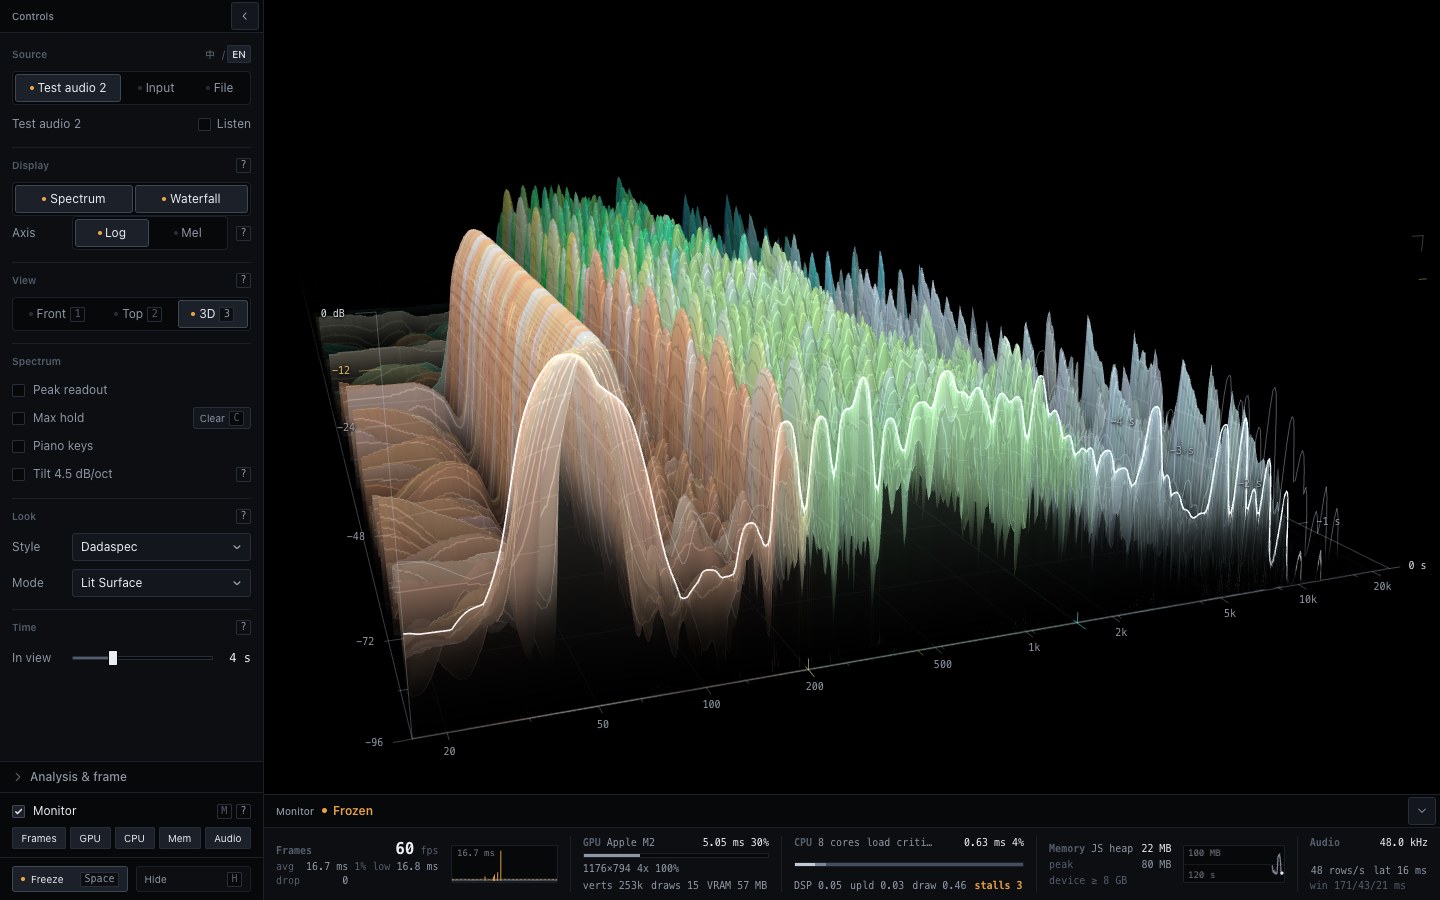 Controls
Source 中 / EN
Test audio 2 Input File
Test audio 2 Listen
Display ?
Spectrum Waterfall
Axis Log Mel ?
View ?
Front 1 Top 2 3D 3
Spectrum
Peak readout
Max hold Clear C
Piano keys
Tilt 4.5 dB/oct ?
Look ?
Style Dadaspec
Mode Lit Surface
Time ?
In view 4 s
Analysis & frame
Monitor M ?
Frames GPU CPU Mem Audio
Freeze Space Hide H
0 dB
−12
−24
−48
−72
−96
20
50
100
200
500
1k
2k
5k
10k
20k
0 s
−1 s
−2 s
−3 s
−4 s
Monitor Frozen
Frames 60 fps
avg 16.7 ms 1% low 16.8 ms
drop 0
16.7 ms
GPU Apple M2 5.05 ms 30%
1176×794 4x 100%
verts 253k draws 15 VRAM 57 MB
CPU 8 cores load criti… 0.63 ms 4%
DSP 0.05 upld 0.03 draw 0.46 stalls 3
Memory JS heap 22 MB
peak 80 MB
device ≥ 8 GB
100 MB
120 s
Audio 48.0 kHz
48 rows/s lat 16 ms
win 171/43/21 ms